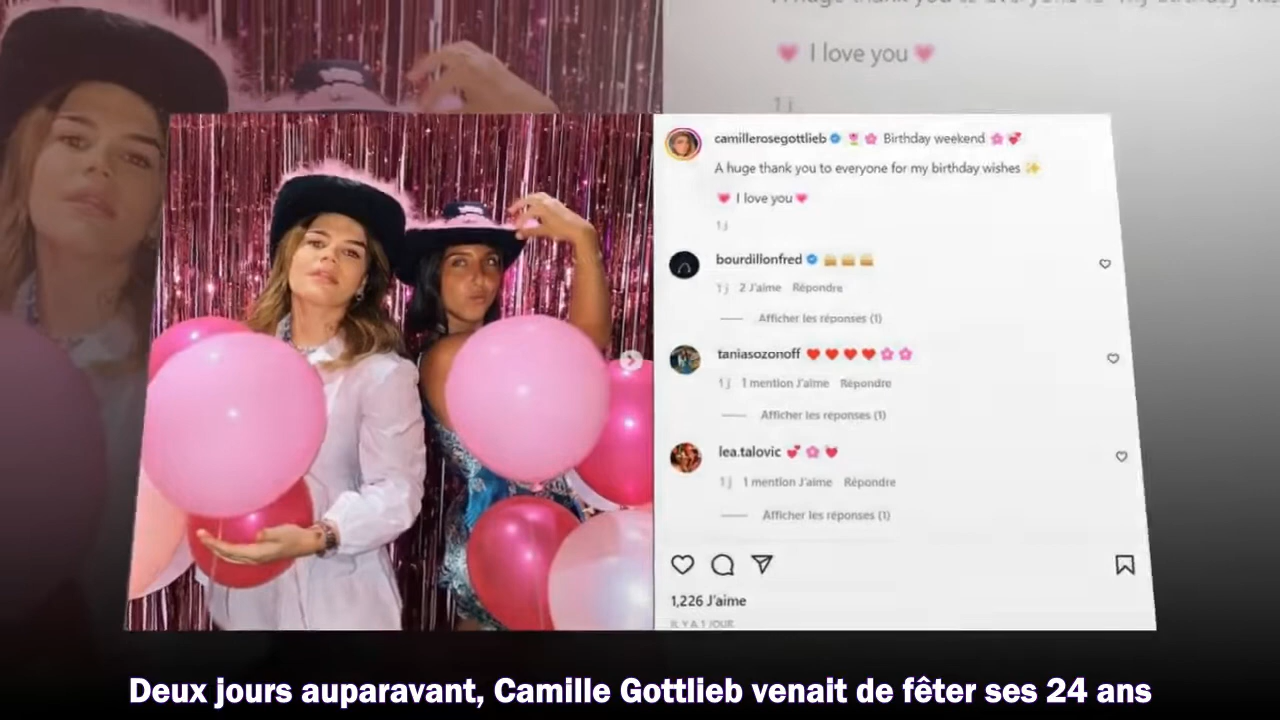 I love you
1 j
camillerosegottlieb Birthday weekend
A huge thank you to everyone for my birthday wishes
I love you
1 j
bourdillonfred
1 j 2 J'aime Répondre
Afficher les réponses (1)
taniasozonoff
1 j 1 mention J'aime Répondre
Afficher les réponses (1)
lea.talovic
1 j 1 mention J'aime Répondre
Afficher les réponses (1)
1,226 J'aime
IL Y A 1 JOUR
Deux jours auparavant, Camille Gottlieb venait de fêter ses 24 ans